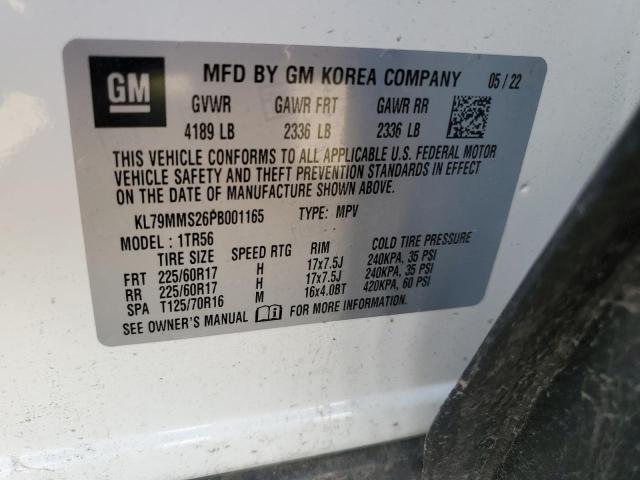 GM MFD BY GM KOREA COMPANY 05/22
GVWR GAWR FRT GAWR RR
4189 LB 2336 LB 2336 LB
THIS VEHICLE CONFORMS TO ALL APPLICABLE U.S. FEDERAL MOTOR
VEHICLE SAFETY AND THEFT PREVENTION STANDARDS IN EFFECT
ON THE DATE OF MANUFACTURE SHOWN ABOVE.
KL79MMS26PB001165 TYPE: MPV
MODEL: 1TR56
TIRE SIZE SPEED RTG RIM COLD TIRE PRESSURE
FRT 225/60R17 H 17x7.5J 240KPA, 35 PSI
RR 225/60R17 H 17x7.5J 240KPA, 35 PSI
SPA T125/70R16 M 16x4.0BT 420KPA, 60 PSI
SEE OWNER'S MANUAL FOR MORE INFORMATION.